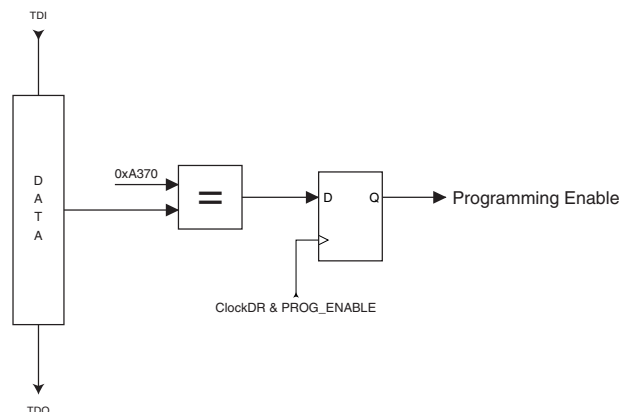 TDI
D
A
T
A
0xA370
=
D Q
Programming Enable
ClockDR & PROG_ENABLE
TDO